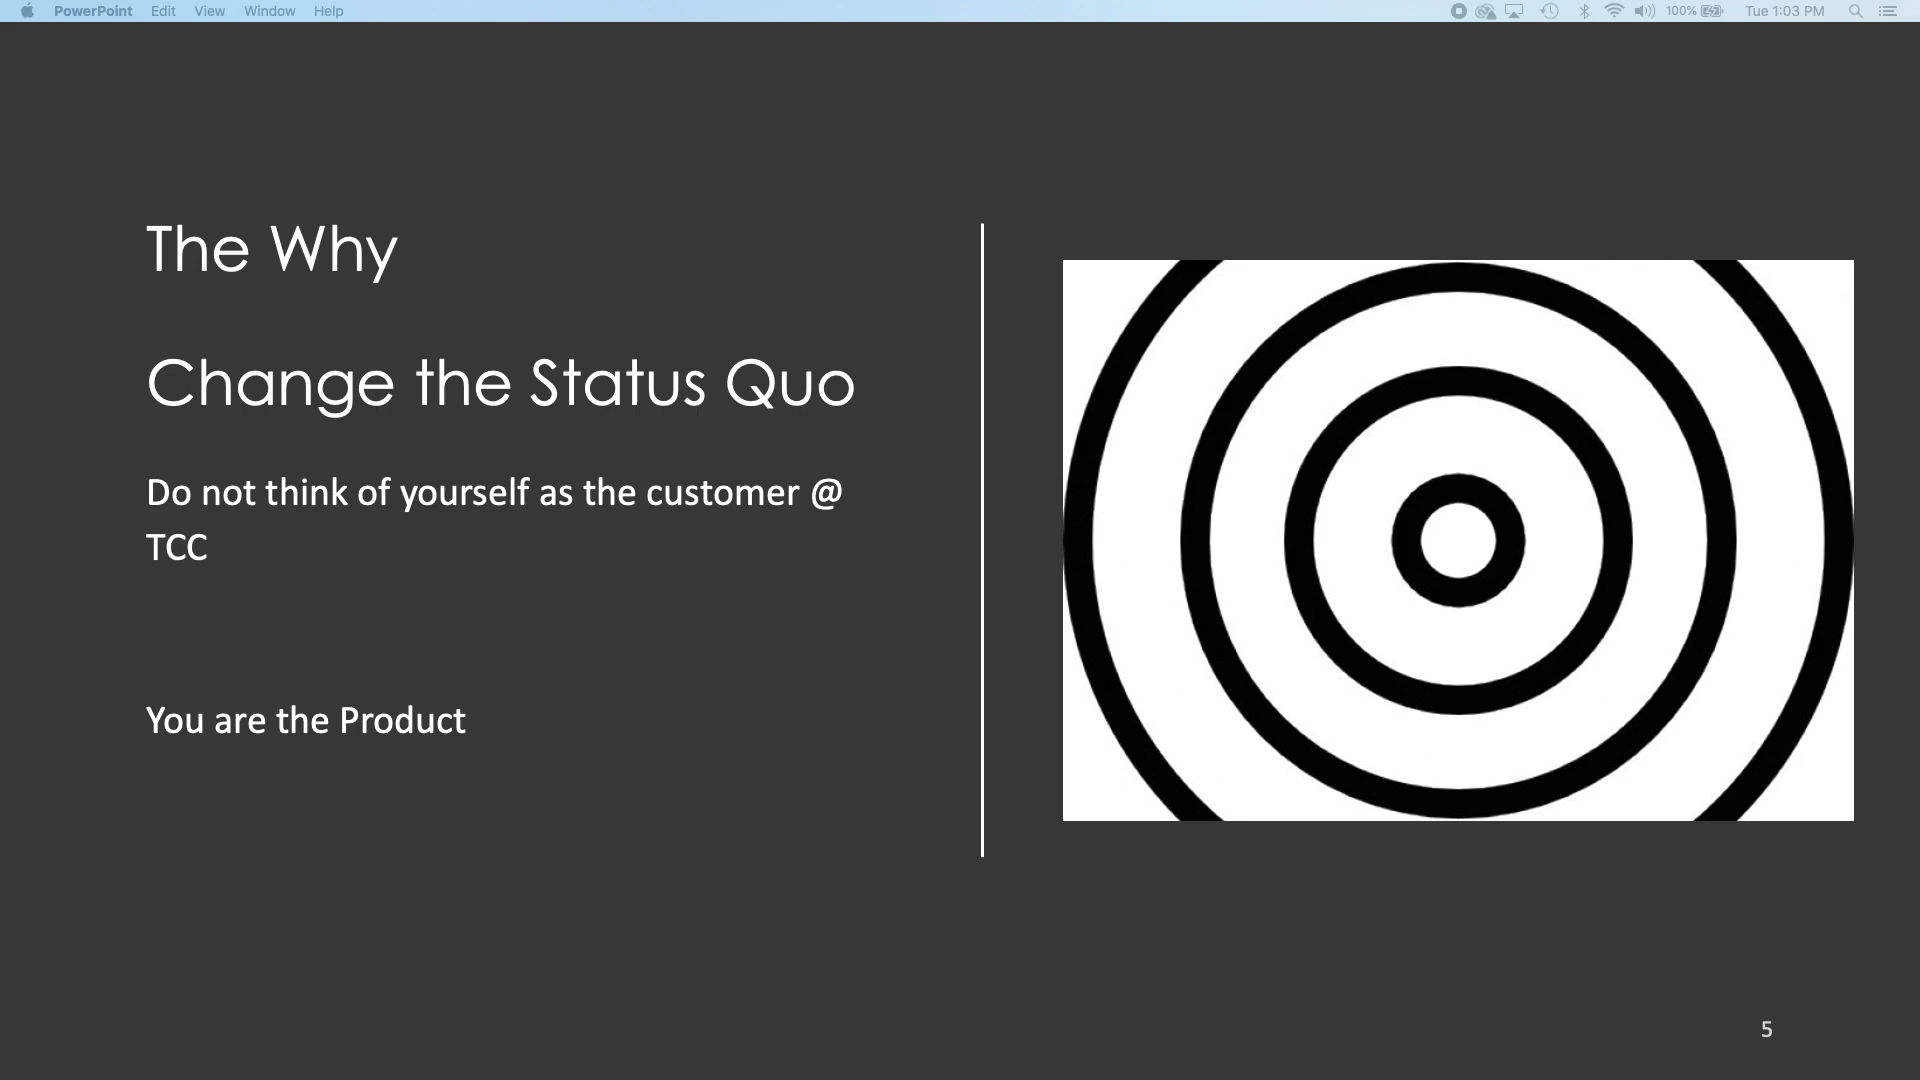 PowerPoint Edit View Window Help 100% Tue 1:03 PM
The Why
Change the Status Quo
Do not think of yourself as the customer @
TCC
You are the Product
5